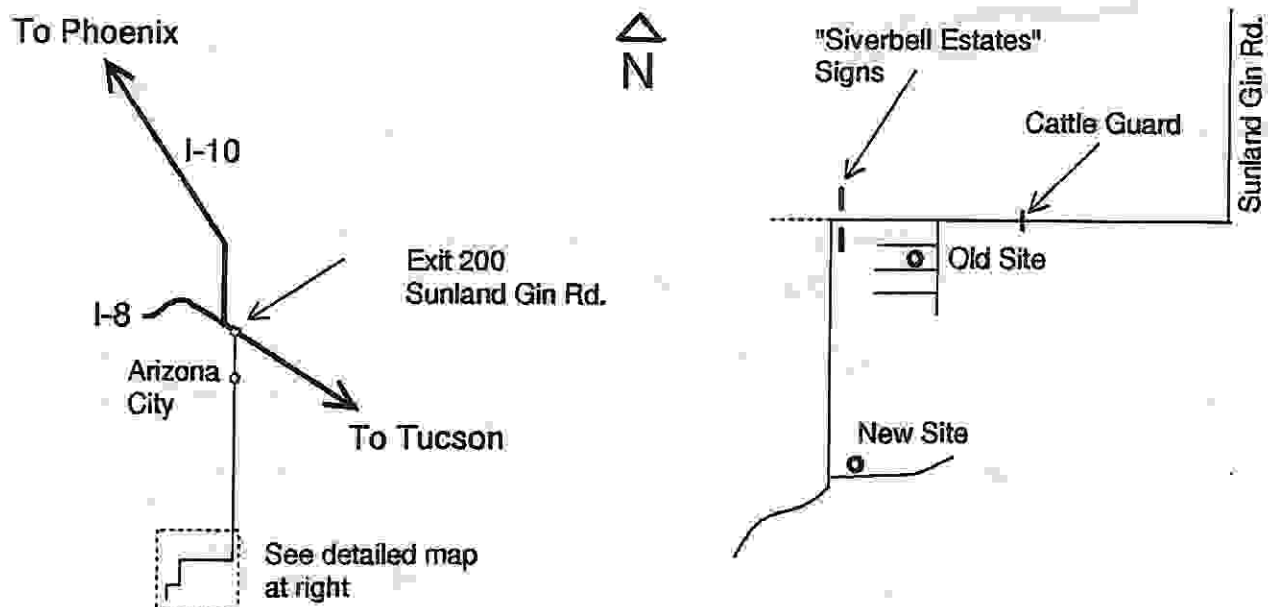 To Phoenix
I-10
I-8
Exit 200
Sunland Gin Rd.
Arizona
City
To Tucson
See detailed map
at right
N
"Siverbell Estates"
Signs
Cattle Guard
Sunland Gin Rd.
Old Site
New Site